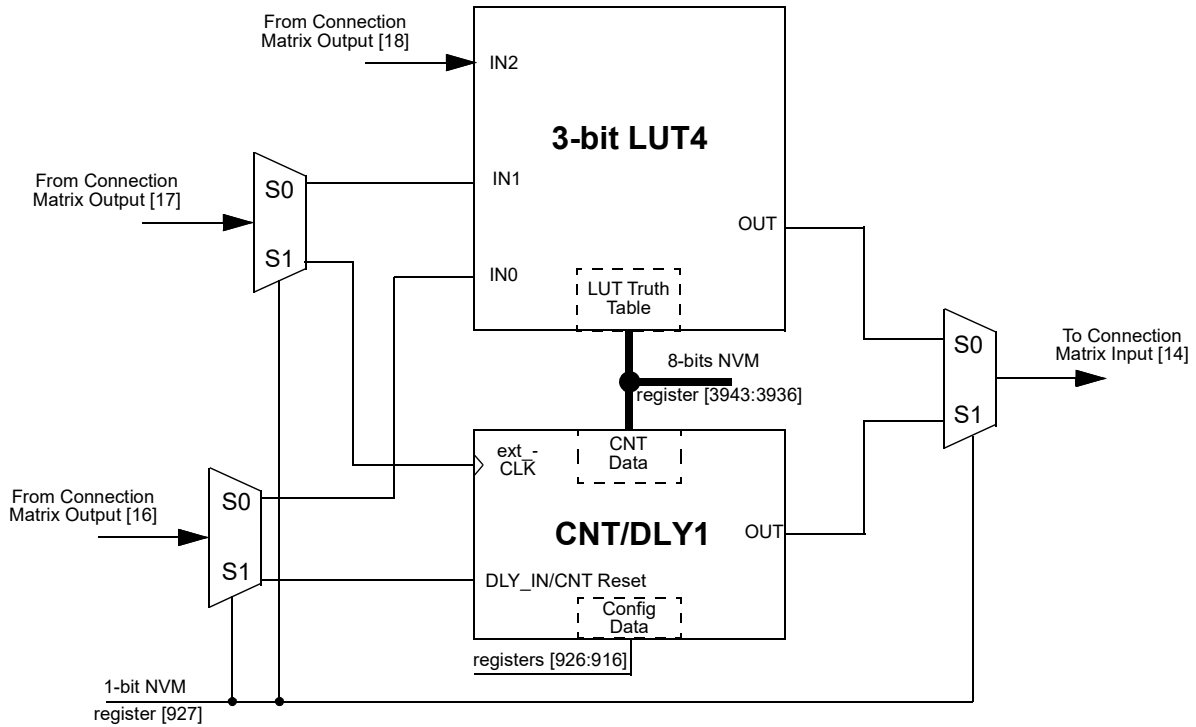 From Connection
Matrix Output [18]
IN2
3-bit LUT4
From Connection
Matrix Output [17]
S0
S1
IN1
IN0
OUT
LUT Truth
Table
8-bits NVM
register [3943:3936]
S0
S1
To Connection
Matrix Input [14]
ext_-
CLK
CNT
Data
From Connection
Matrix Output [16]
S0
S1
CNT/DLY1
OUT
DLY_IN/CNT Reset
Config
Data
registers [926:916]
1-bit NVM
register [927]